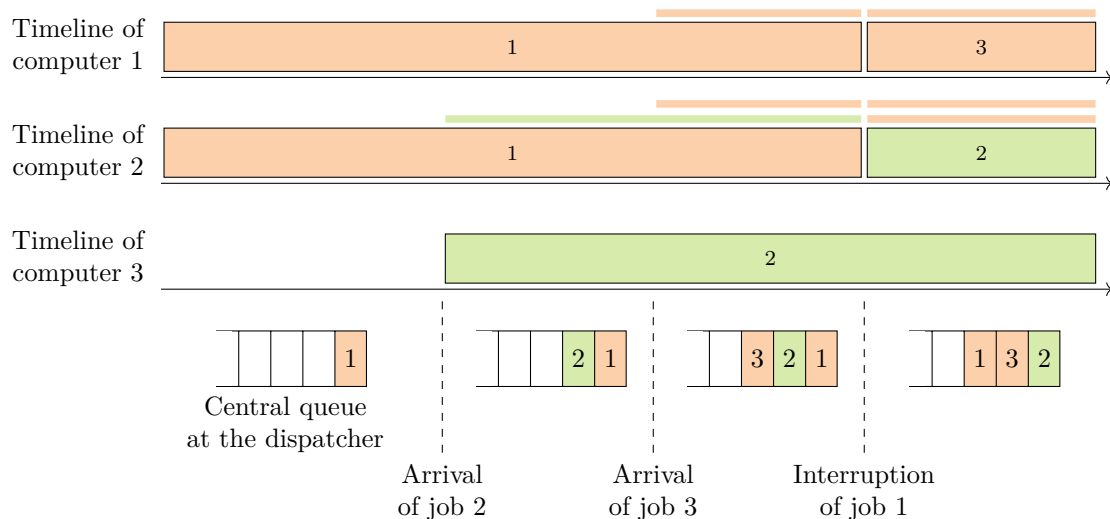 Timeline of
computer 1
1
3
Timeline of
computer 2
1
2
Timeline of
computer 3
2
1
2 1
3 2 1
1 3 2
Central queue
at the dispatcher
Arrival
of job 2
Arrival
of job 3
Interruption
of job 1